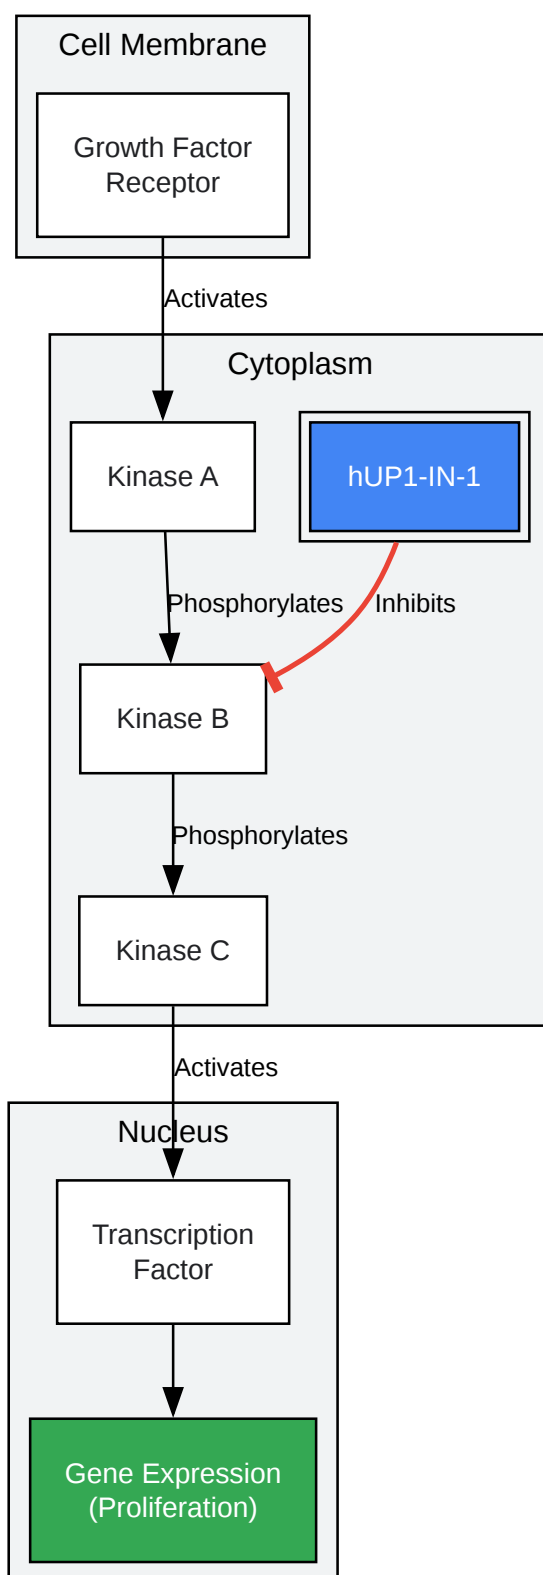 Cell Membrane
Growth Factor
Receptor
Activates
Cytoplasm
Kinase A
hUP1-IN-1
Phosphorylates
Inhibits
Kinase B
Phosphorylates
Kinase C
Activates
Nucleus
Transcription
Factor
Gene Expression
(Proliferation)